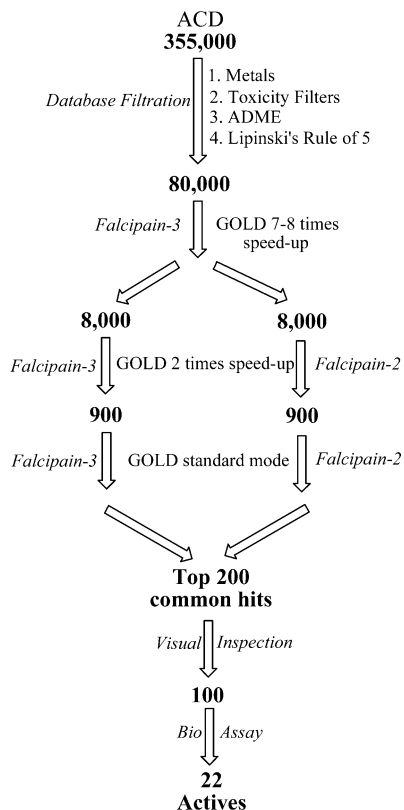 ACD
355,000
Database Filtration
1. Metals
2. Toxicity Filters
3. ADME
4. Lipinski's Rule of 5
80,000
Falcipain-3
GOLD 7-8 times
speed-up
8,000
8,000
Falcipain-3
GOLD 2 times speed-up
Falcipain-2
900
900
Falcipain-3
GOLD standard mode
Falcipain-2
Top 200
common hits
Visual Inspection
100
Bio Assay
22
Actives